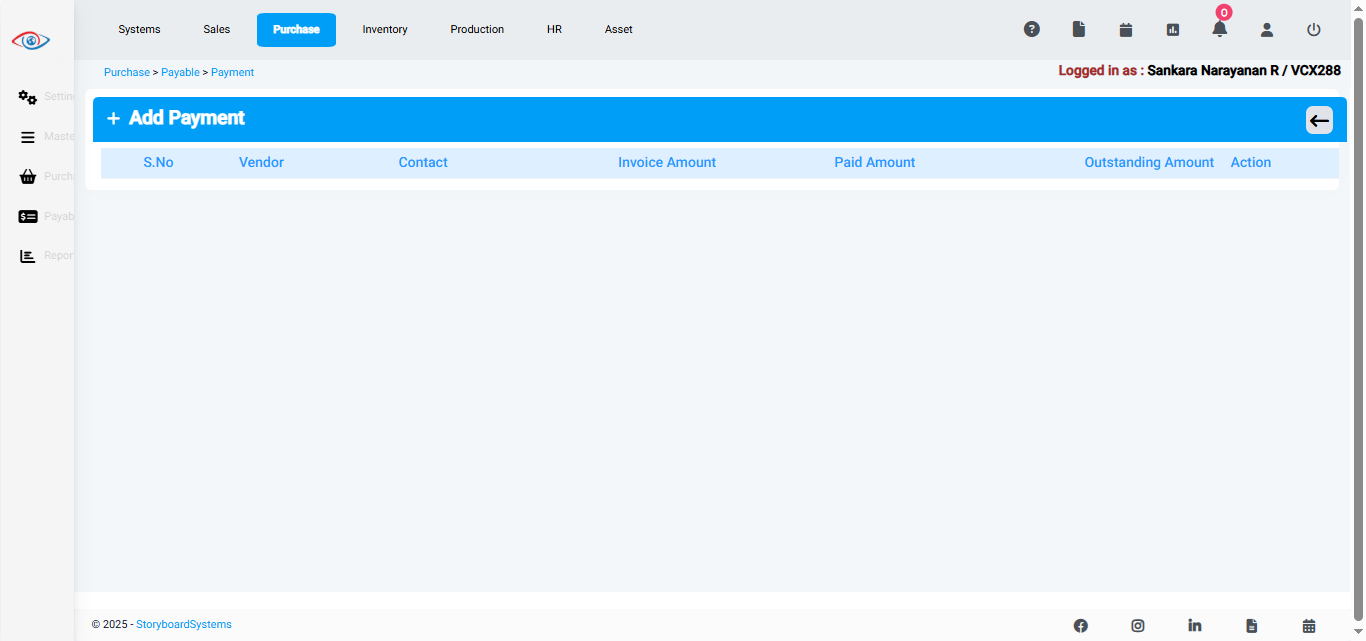 Systems Sales Purchase Inventory Production HR Asset 0
Purchase > Payable > Payment Logged in as : Sankara Narayanan R / VCX288
Settin
Maste
Purch
Payab
Repor
+ Add Payment
S.No Vendor Contact Invoice Amount Paid Amount Outstanding Amount Action
© 2025 - StoryboardSystems